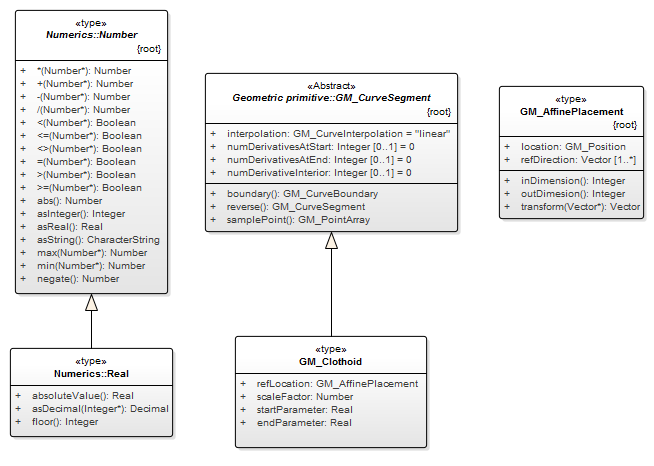 «type»
Numerics::Number
{root}
+ *(Number*): Number
+ +(Number*): Number
+ -(Number*): Number
+ /(Number*): Number
+ <(Number*): Boolean
+ <=(Number*): Boolean
+ <>(Number*): Boolean
+ =(Number*): Boolean
+ >(Number*): Boolean
+ >=(Number*): Boolean
+ abs(): Number
+ asInteger(): Integer
+ asReal(): Real
+ asString(): CharacterString
+ max(Number*): Number
+ min(Number*): Number
+ negate(): Number
«type»
Numerics::Real
+ absoluteValue(): Real
+ asDecimal(Integer*): Decimal
+ floor(): Integer
«Abstract»
Geometric primitive::GM_CurveSegment
{root}
+ interpolation: GM_CurveInterpolation = "linear"
+ numDerivativesAtStart: Integer [0..1] = 0
+ numDerivativesAtEnd: Integer [0..1] = 0
+ numDerivativeInterior: Integer [0..1] = 0
+ boundary(): GM_CurveBoundary
+ reverse(): GM_CurveSegment
+ samplePoint(): GM_PointArray
«type»
GM_Clothoid
+ refLocation: GM_AffinePlacement
+ scaleFactor: Number
+ startParameter: Real
+ endParameter: Real
«type»
GM_AffinePlacement
{root}
+ location: GM_Position
+ refDirection: Vector [1..*]
+ inDimension(): Integer
+ outDimesion(): Integer
+ transform(Vector*): Vector